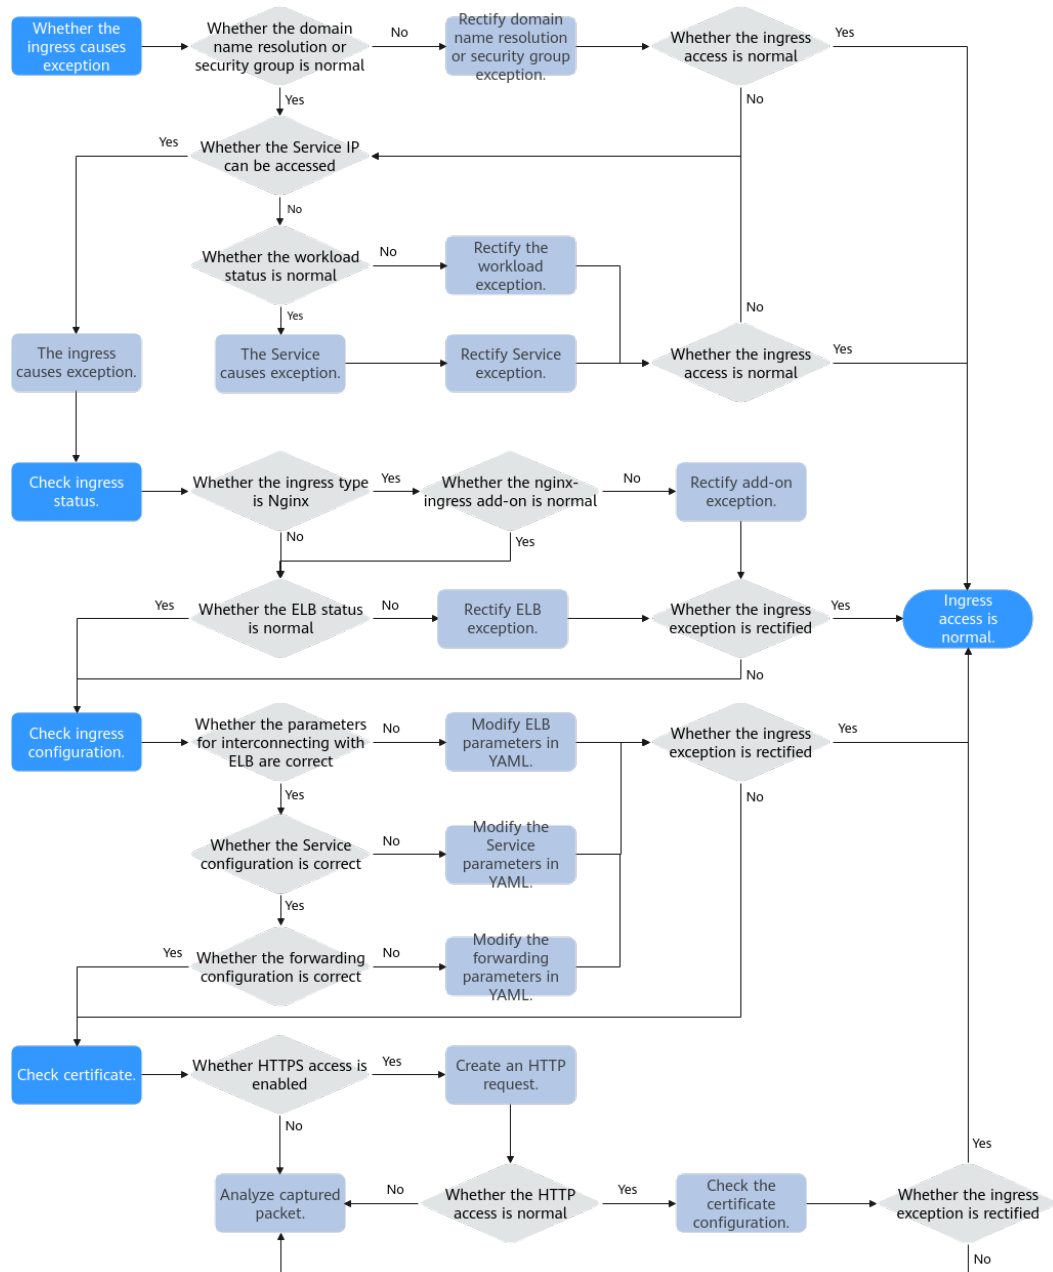 Whether the
ingress causes
exception
Whether the domain
name resolution or
security group is normal
No
Rectify domain
name resolution
or security group
exception.
Whether the ingress
access is normal
Yes
Yes
No
Yes
Whether the Service IP
can be accessed
No
Whether the workload
status is normal
No
Rectify the
workload
exception.
Yes
No
The ingress
causes exception.
The Service
causes exception.
Rectify Service
exception.
Whether the ingress
access is normal
Yes
Check ingress
status.
Whether the ingress type
is Nginx
Yes
Whether the nginx-
ingress add-on is normal
No
Rectify add-on
exception.
No
Yes
Yes
Whether the ELB status
is normal
No
Rectify ELB
exception.
Whether the ingress
exception is rectified
Yes
Ingress
access is
normal.
No
Check ingress
configuration.
Whether the parameters
for interconnecting with
ELB are correct
No
Modify ELB
parameters in
YAML.
Whether the ingress
exception is rectified
Yes
Yes
No
Whether the Service
configuration is correct
No
Modify the
Service
parameters in
YAML.
Yes
Yes
Whether the forwarding
configuration is correct
No
Modify the
forwarding
parameters in
YAML.
Check certificate.
Whether HTTPS access is
enabled
Yes
Create an HTTP
request.
No
Yes
Analyze captured
packet.
No
Whether the HTTP
access is normal
Yes
Check the
certificate
configuration.
Whether the ingress
exception is rectified
No